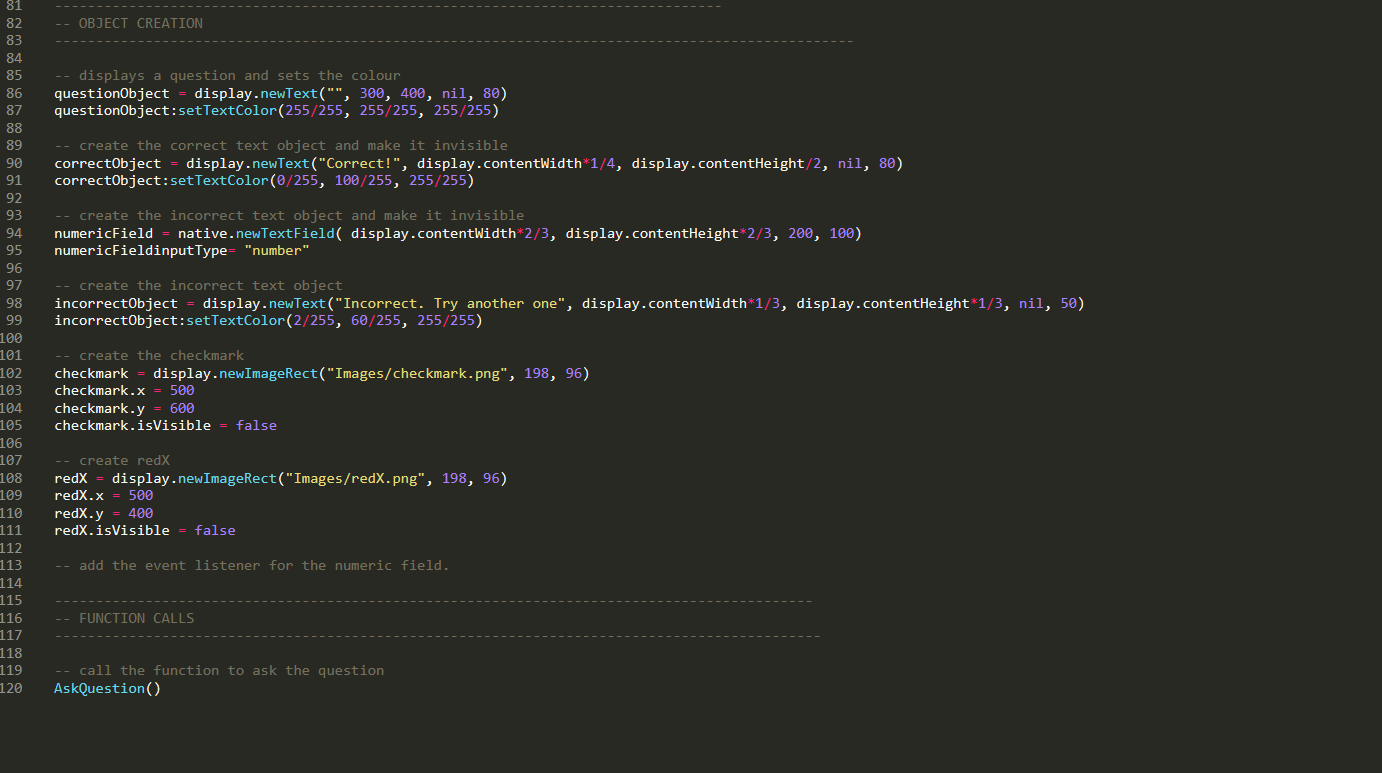 81 ---------------------------------------------------------------------------------
82 -- OBJECT CREATION
83 -------------------------------------------------------------------------------------------------
84
85 -- displays a question and sets the colour
86 questionObject = display.newText("", 300, 400, nil, 80)
87 questionObject:setTextColor(255/255, 255/255, 255/255)
88
89 -- create the correct text object and make it invisible
90 correctObject = display.newText("Correct!", display.contentWidth*1/4, display.contentHeight/2, nil, 80)
91 correctObject:setTextColor(0/255, 100/255, 255/255)
92
93 -- create the incorrect text object and make it invisible
94 numericField = native.newTextField( display.contentWidth*2/3, display.contentHeight*2/3, 200, 100)
95 numericFieldinputType= "number"
96
97 -- create the incorrect text object
98 incorrectObject = display.newText("Incorrect. Try another one", display.contentWidth*1/3, display.contentHeight*1/3, nil, 50)
99 incorrectObject:setTextColor(2/255, 60/255, 255/255)
100
101 -- create the checkmark
102 checkmark = display.newImageRect("Images/checkmark.png", 198, 96)
103 checkmark.x = 500
104 checkmark.y = 600
105 checkmark.isVisible = false
106
107 -- create redX
108 redX = display.newImageRect("Images/redX.png", 198, 96)
109 redX.x = 500
110 redX.y = 400
111 redX.isVisible = false
112
113 -- add the event listener for the numeric field.
114
115 --------------------------------------------------------------------------------------------
116 -- FUNCTION CALLS
117 ---------------------------------------------------------------------------------------------
118
119 -- call the function to ask the question
120 AskQuestion()